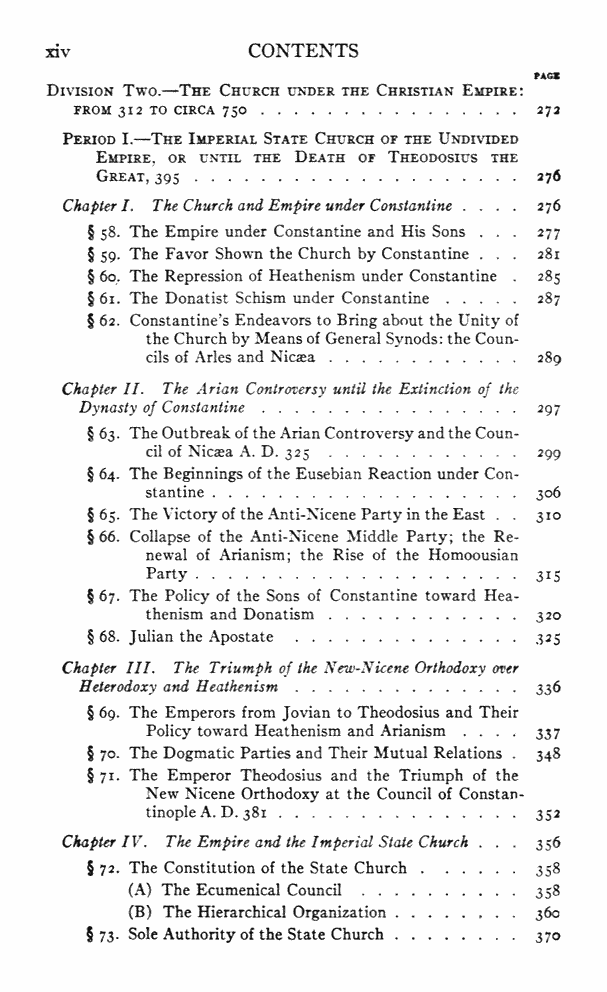 xiv CONTENTS
PAGE
DIVISION TWO.—THE CHURCH UNDER THE CHRISTIAN EMPIRE:
FROM 312 TO CIRCA 750 . . . . . . . . . . . . . . . . 272
PERIOD I.—THE IMPERIAL STATE CHURCH OF THE UNDIVIDED
EMPIRE, OR UNTIL THE DEATH OF THEODOSIUS THE
GREAT, 395 . . . . . . . . . . . . . . . . . . . . 276
Chapter I. The Church and Empire under Constantine . . . . 276
§ 58. The Empire under Constantine and His Sons . . . 277
§ 59. The Favor Shown the Church by Constantine . . . 281
§ 60. The Repression of Heathenism under Constantine . 285
§ 61. The Donatist Schism under Constantine . . . . . 287
§ 62. Constantine's Endeavors to Bring about the Unity of
the Church by Means of General Synods: the Coun-
cils of Arles and Nicæa . . . . . . . . . . . . 289
Chapter II. The Arian Controversy until the Extinction of the
Dynasty of Constantine . . . . . . . . . . . . . . . . 297
§ 63. The Outbreak of the Arian Controversy and the Coun-
cil of Nicæa A. D. 325 . . . . . . . . . . . . 299
§ 64. The Beginnings of the Eusebian Reaction under Con-
stantine . . . . . . . . . . . . . . . . . . . 306
§ 65. The Victory of the Anti-Nicene Party in the East . . 310
§ 66. Collapse of the Anti-Nicene Middle Party; the Re-
newal of Arianism; the Rise of the Homoousian
Party . . . . . . . . . . . . . . . . . . . . 315
§ 67. The Policy of the Sons of Constantine toward Hea-
thenism and Donatism . . . . . . . . . . . . 320
§ 68. Julian the Apostate . . . . . . . . . . . . . . 325
Chapter III. The Triumph of the New-Nicene Orthodoxy over
Heterodoxy and Heathenism . . . . . . . . . . . . . . 336
§ 69. The Emperors from Jovian to Theodosius and Their
Policy toward Heathenism and Arianism . . . . 337
§ 70. The Dogmatic Parties and Their Mutual Relations . 348
§ 71. The Emperor Theodosius and the Triumph of the
New Nicene Orthodoxy at the Council of Constan-
tinople A. D. 381 . . . . . . . . . . . . . . . 352
Chapter IV. The Empire and the Imperial State Church . . . 356
§ 72. The Constitution of the State Church . . . . . . 358
(A) The Ecumenical Council . . . . . . . . . . 358
(B) The Hierarchical Organization . . . . . . . . 360
§ 73. Sole Authority of the State Church . . . . . . . . 370